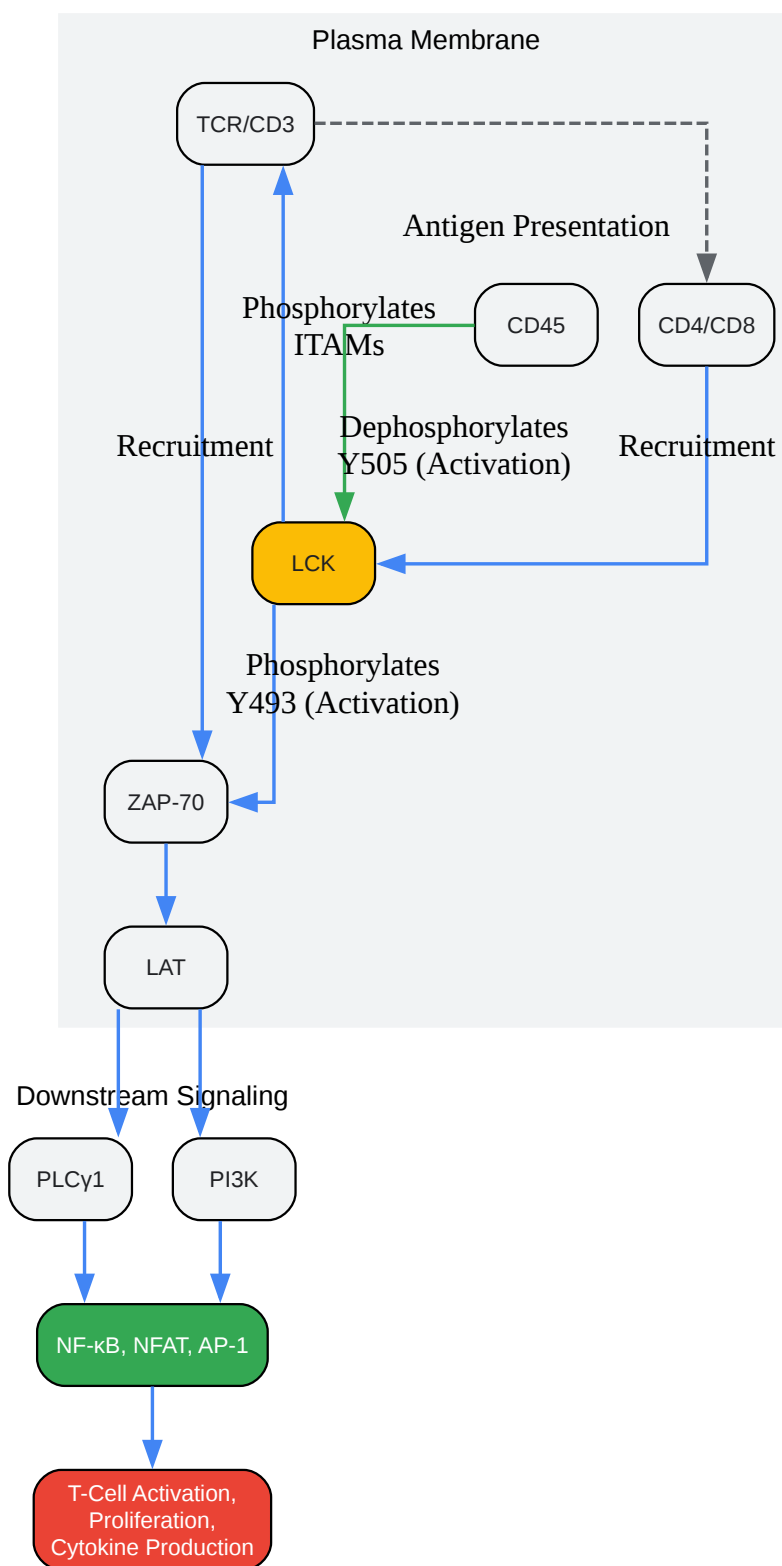 Plasma Membrane
TCR/CD3
Antigen Presentation
Phosphorylates
ITAMs
CD45
CD4/CD8
Recruitment
Dephosphorylates
Y505 (Activation)
Recruitment
LCK
Phosphorylates
Y493 (Activation)
ZAP-70
LAT
Downstream Signaling
PLCγ1
PI3K
NF-κB, NFAT, AP-1
T-Cell Activation,
Proliferation,
Cytokine Production